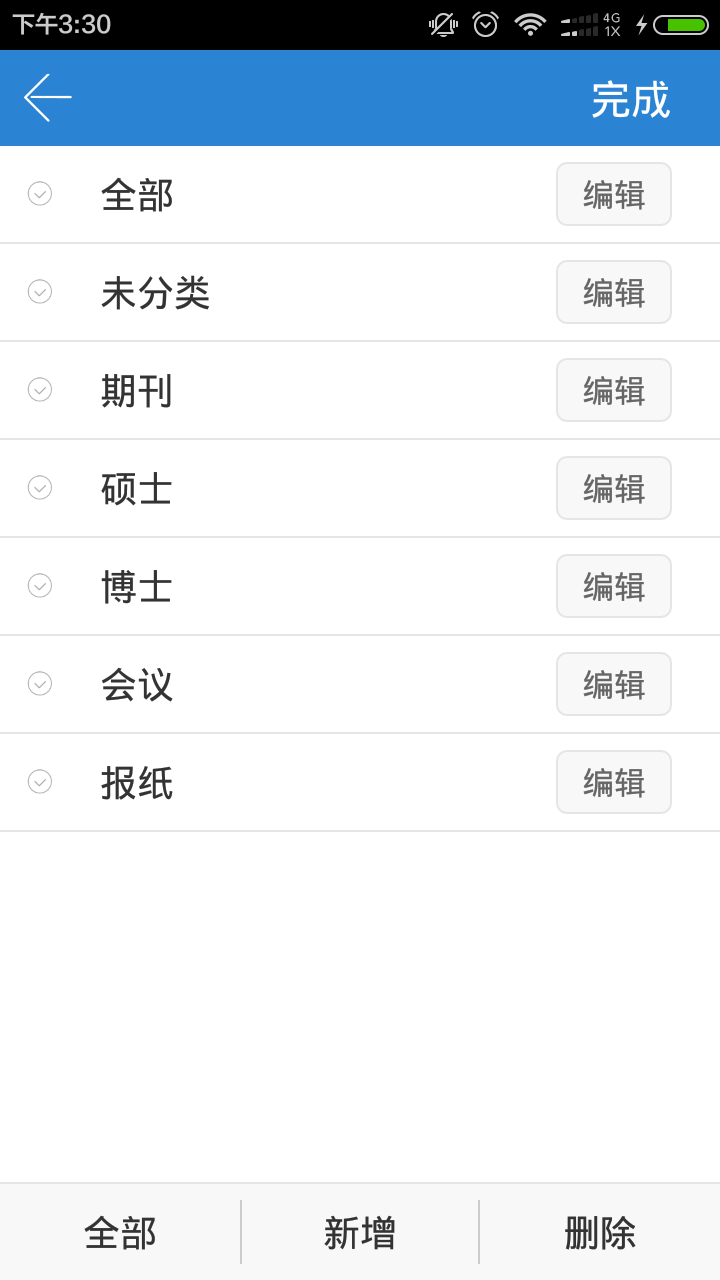 下午3:30 4G 1X
完成
全部 编辑
未分类 编辑
期刊 编辑
硕士 编辑
博士 编辑
会议 编辑
报纸 编辑
全部 新增 删除